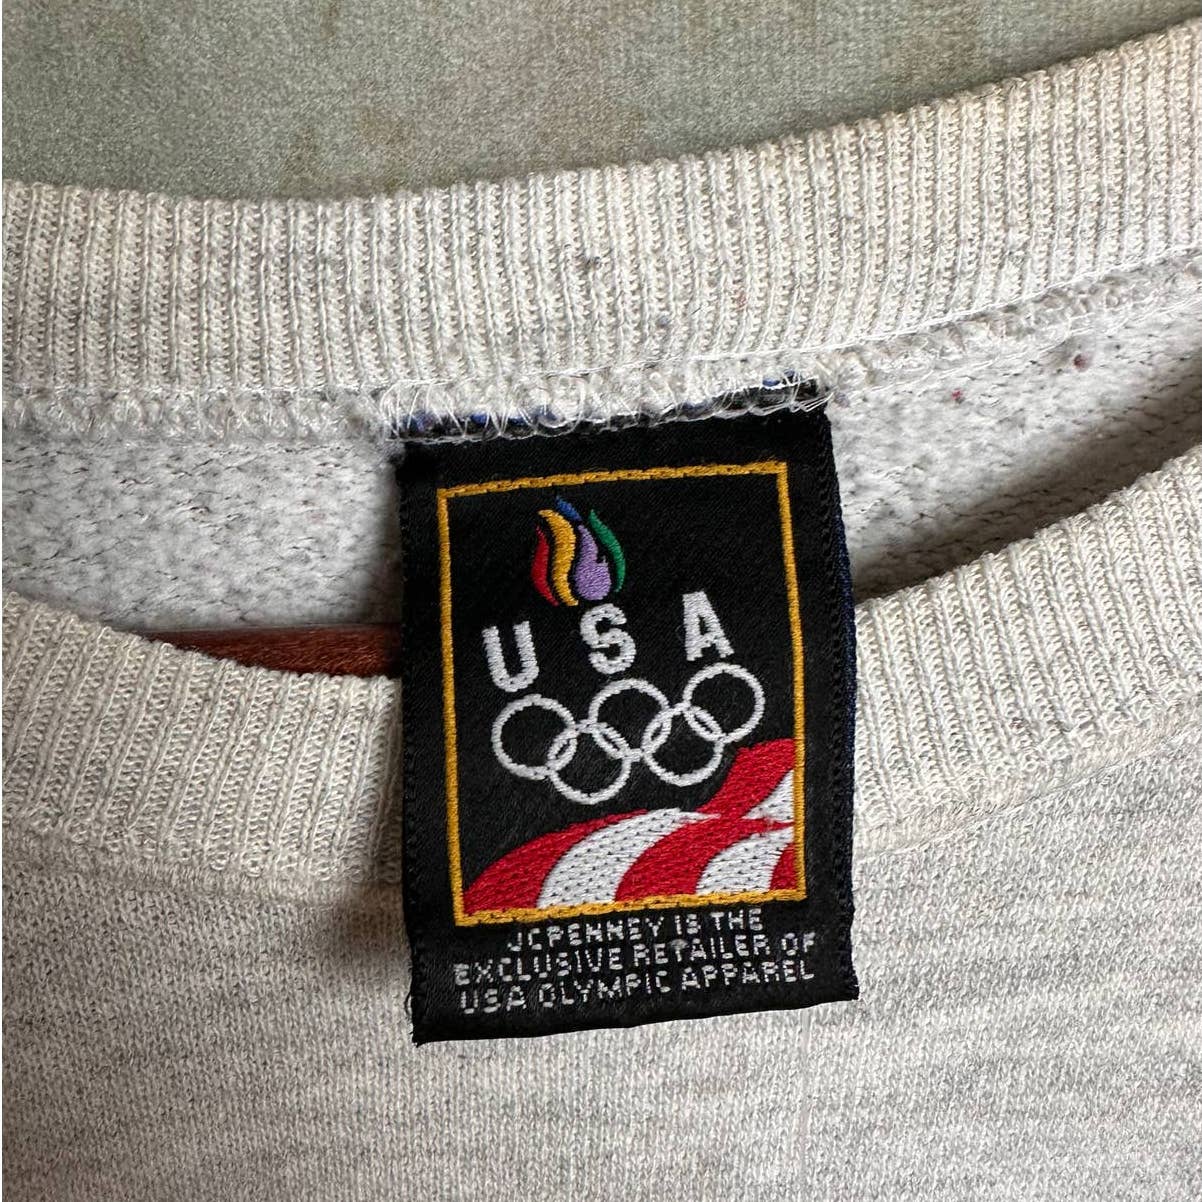 USA
JCPENNEY IS THE
EXCLUSIVE RETAILER OF
USA OLYMPIC APPAREL